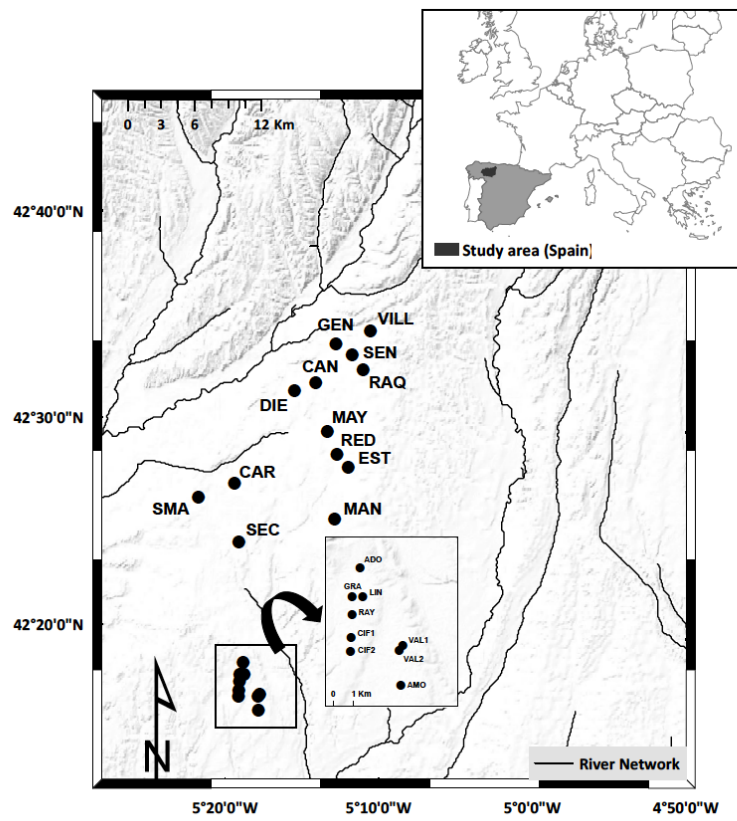 Study area (Spain)
0 3 6 12 Km
42°40'0"N
42°30'0"N
42°20'0"N
GEN
VILL
SEN
CAN
RAQ
DIE
MAY
RED
EST
CAR
SMA
MAN
SEC
ADO
GRA
LIN
RAY
CIF1
VAL1
CIF2
VAL2
AMO
0 1 Km
N
River Network
5°20'0"W
5°10'0"W
5°0'0"W
4°50'0"W